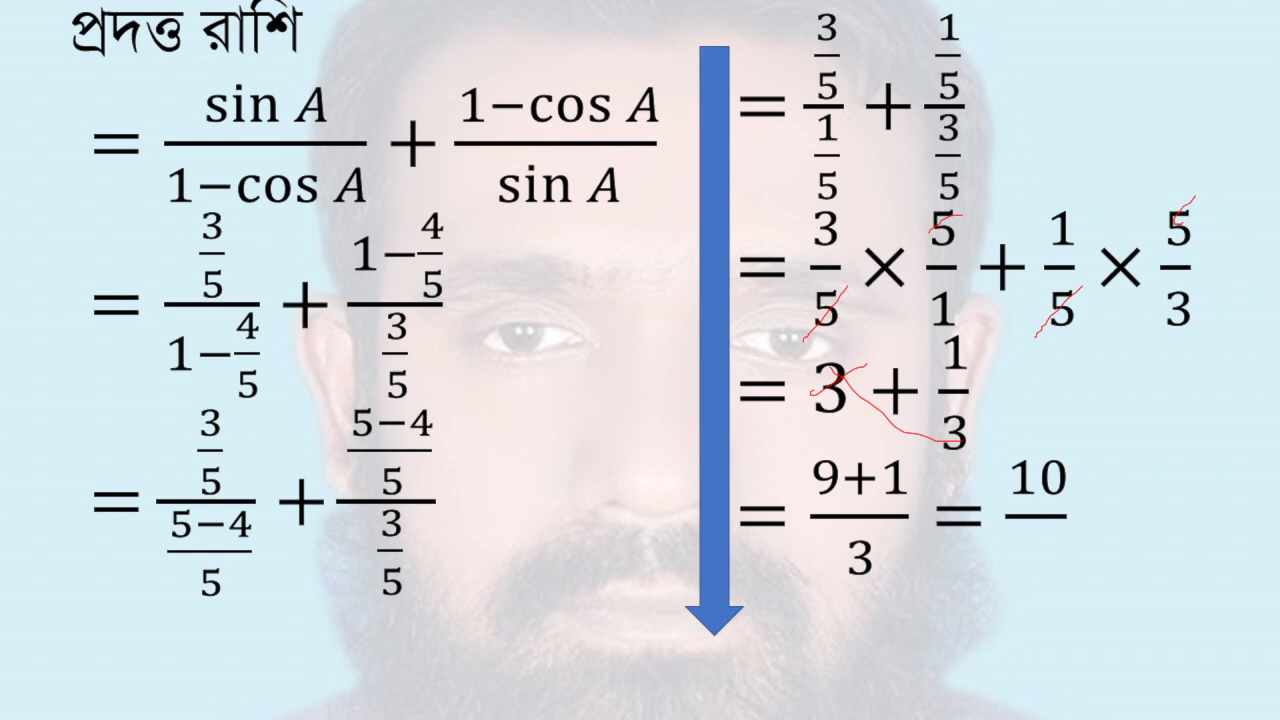 প্রদত্ত রাশি
= sin A / 1−cos A + 1−cos A / sin A
= 3/5 / 1−4/5 + 1−4/5 / 3/5
= 3/5 / 5−4/5 + 5−4/5 / 3/5
= 3/5 / 1/5 + 1/5 / 3/5
= 3/5 × 5/1 + 1/5 × 5/3
= 3 + 1/3
= 9+1/3 = 10/